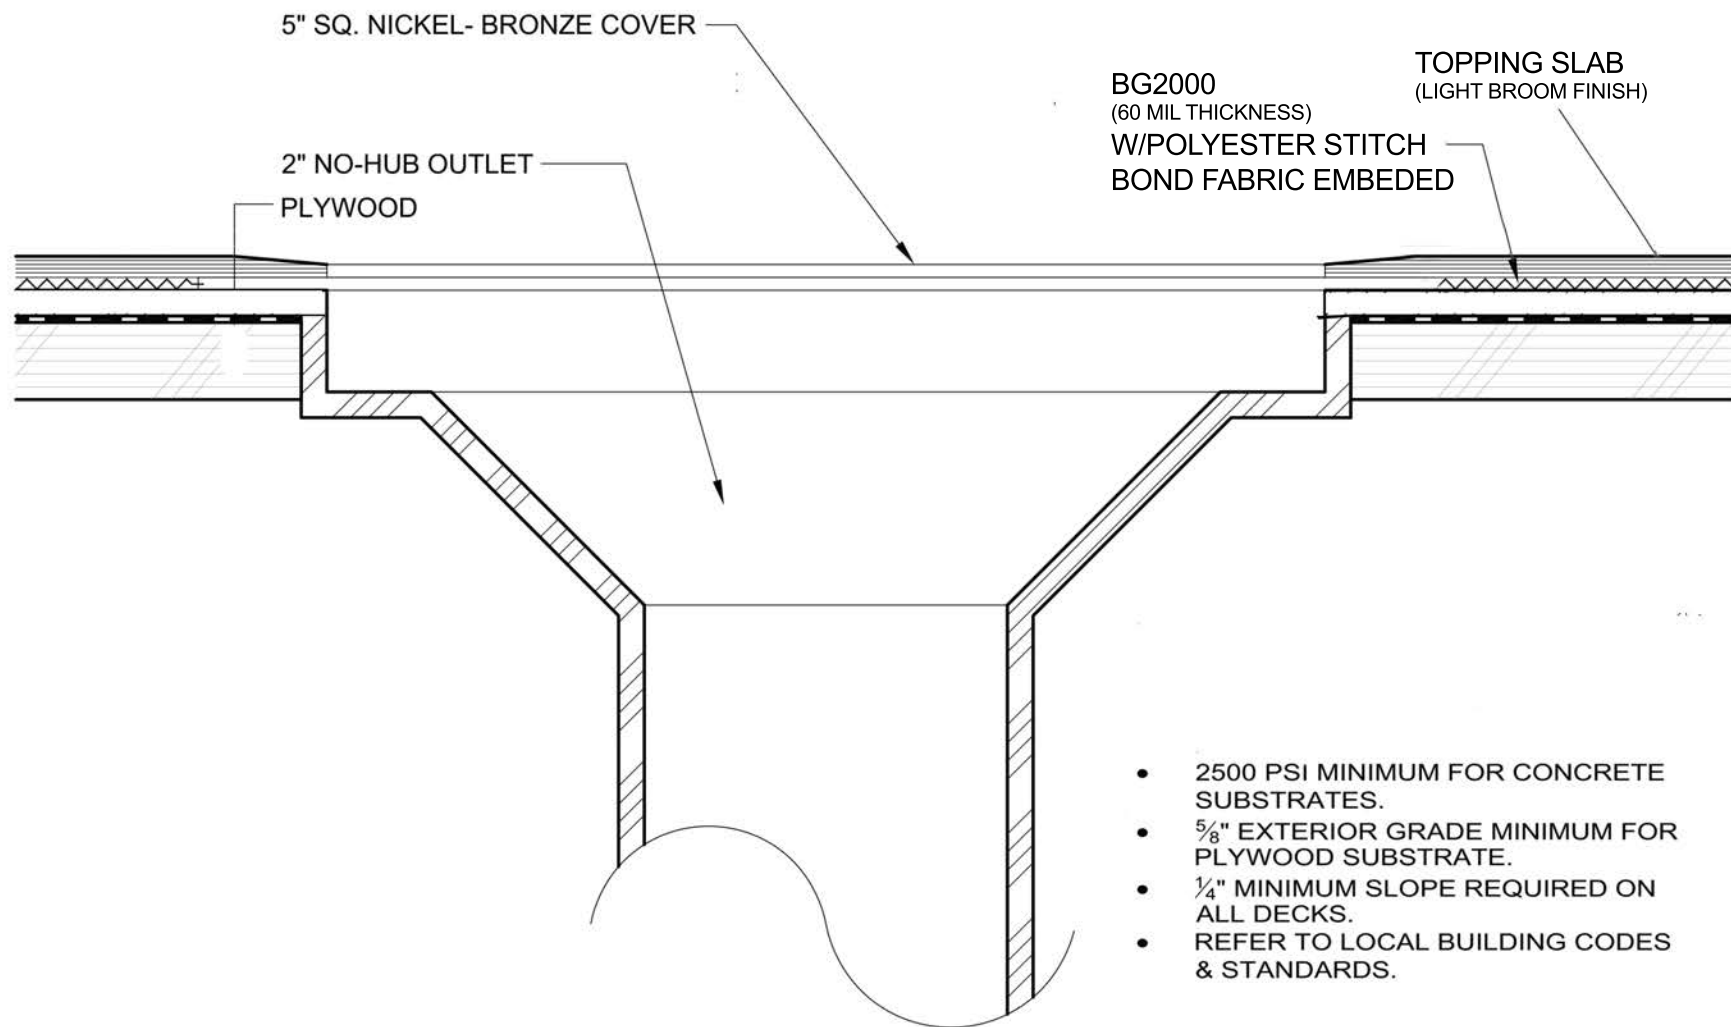 5" SQ. NICKEL- BRONZE COVER
2" NO-HUB OUTLET
PLYWOOD
BG2000
(60 MIL THICKNESS)
W/POLYESTER STITCH
BOND FABRIC EMBEDED
TOPPING SLAB
(LIGHT BROOM FINISH)
• 2500 PSI MINIMUM FOR CONCRETE
SUBSTRATES.
• ⅝" EXTERIOR GRADE MINIMUM FOR
PLYWOOD SUBSTRATE.
• ¼" MINIMUM SLOPE REQUIRED ON
ALL DECKS.
• REFER TO LOCAL BUILDING CODES
& STANDARDS.